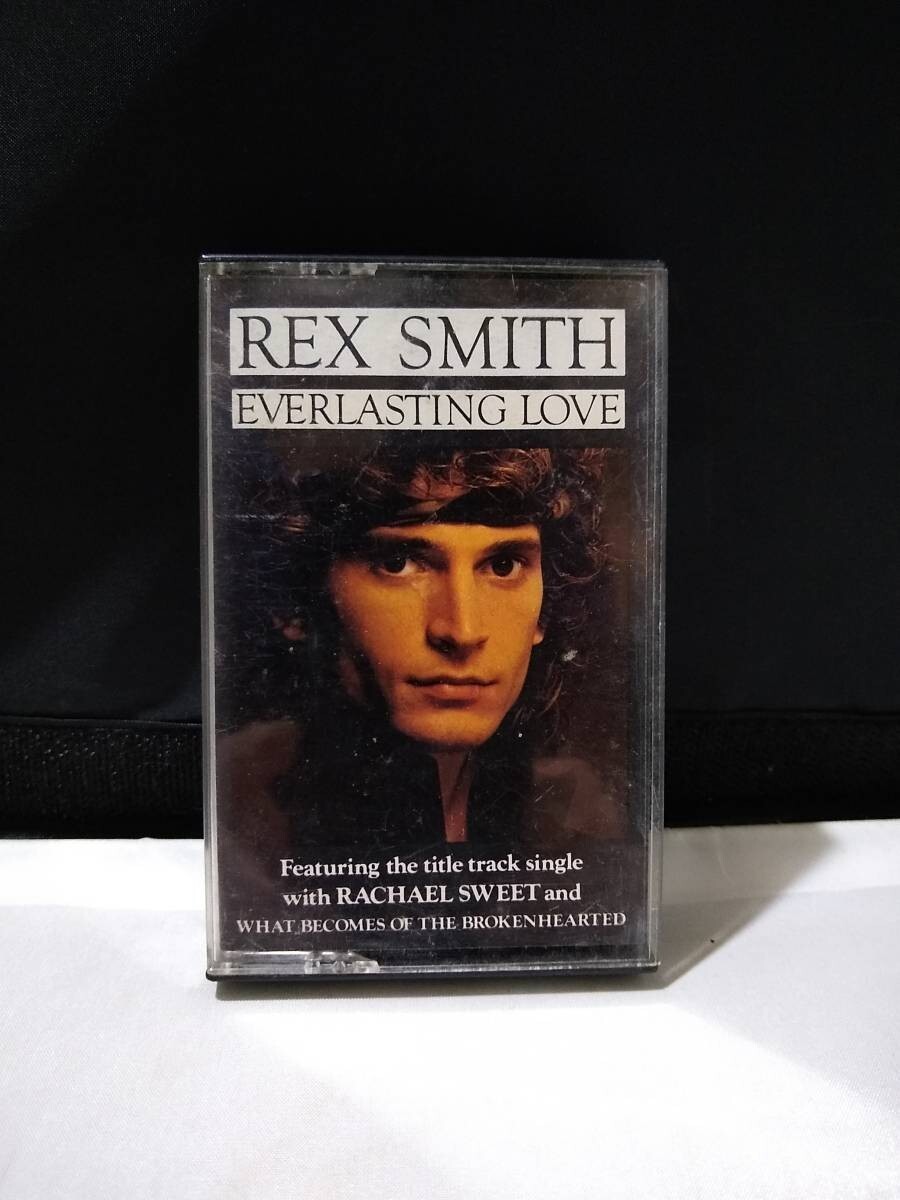 REX SMITH
EVERLASTING LOVE
Featuring the title track single
with RACHAEL SWEET and
WHAT BECOMES OF THE BROKENHEARTED